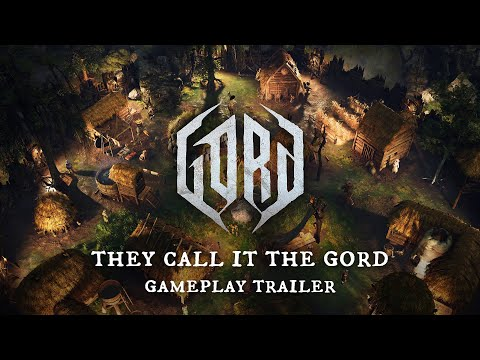 GORD
THEY CALL IT THE GORD
GAMEPLAY TRAILER